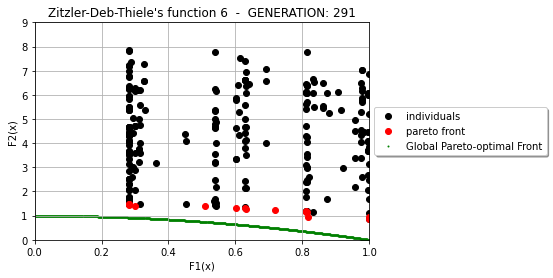 Zitzler-Deb-Thiele's function 6 - GENERATION: 291
9
8
7
6
5
4
3
2
1
0
F2(x)
0.0 0.2 0.4 0.6 0.8 1.0
F1(x)
individuals
pareto front
Global Pareto-optimal Front